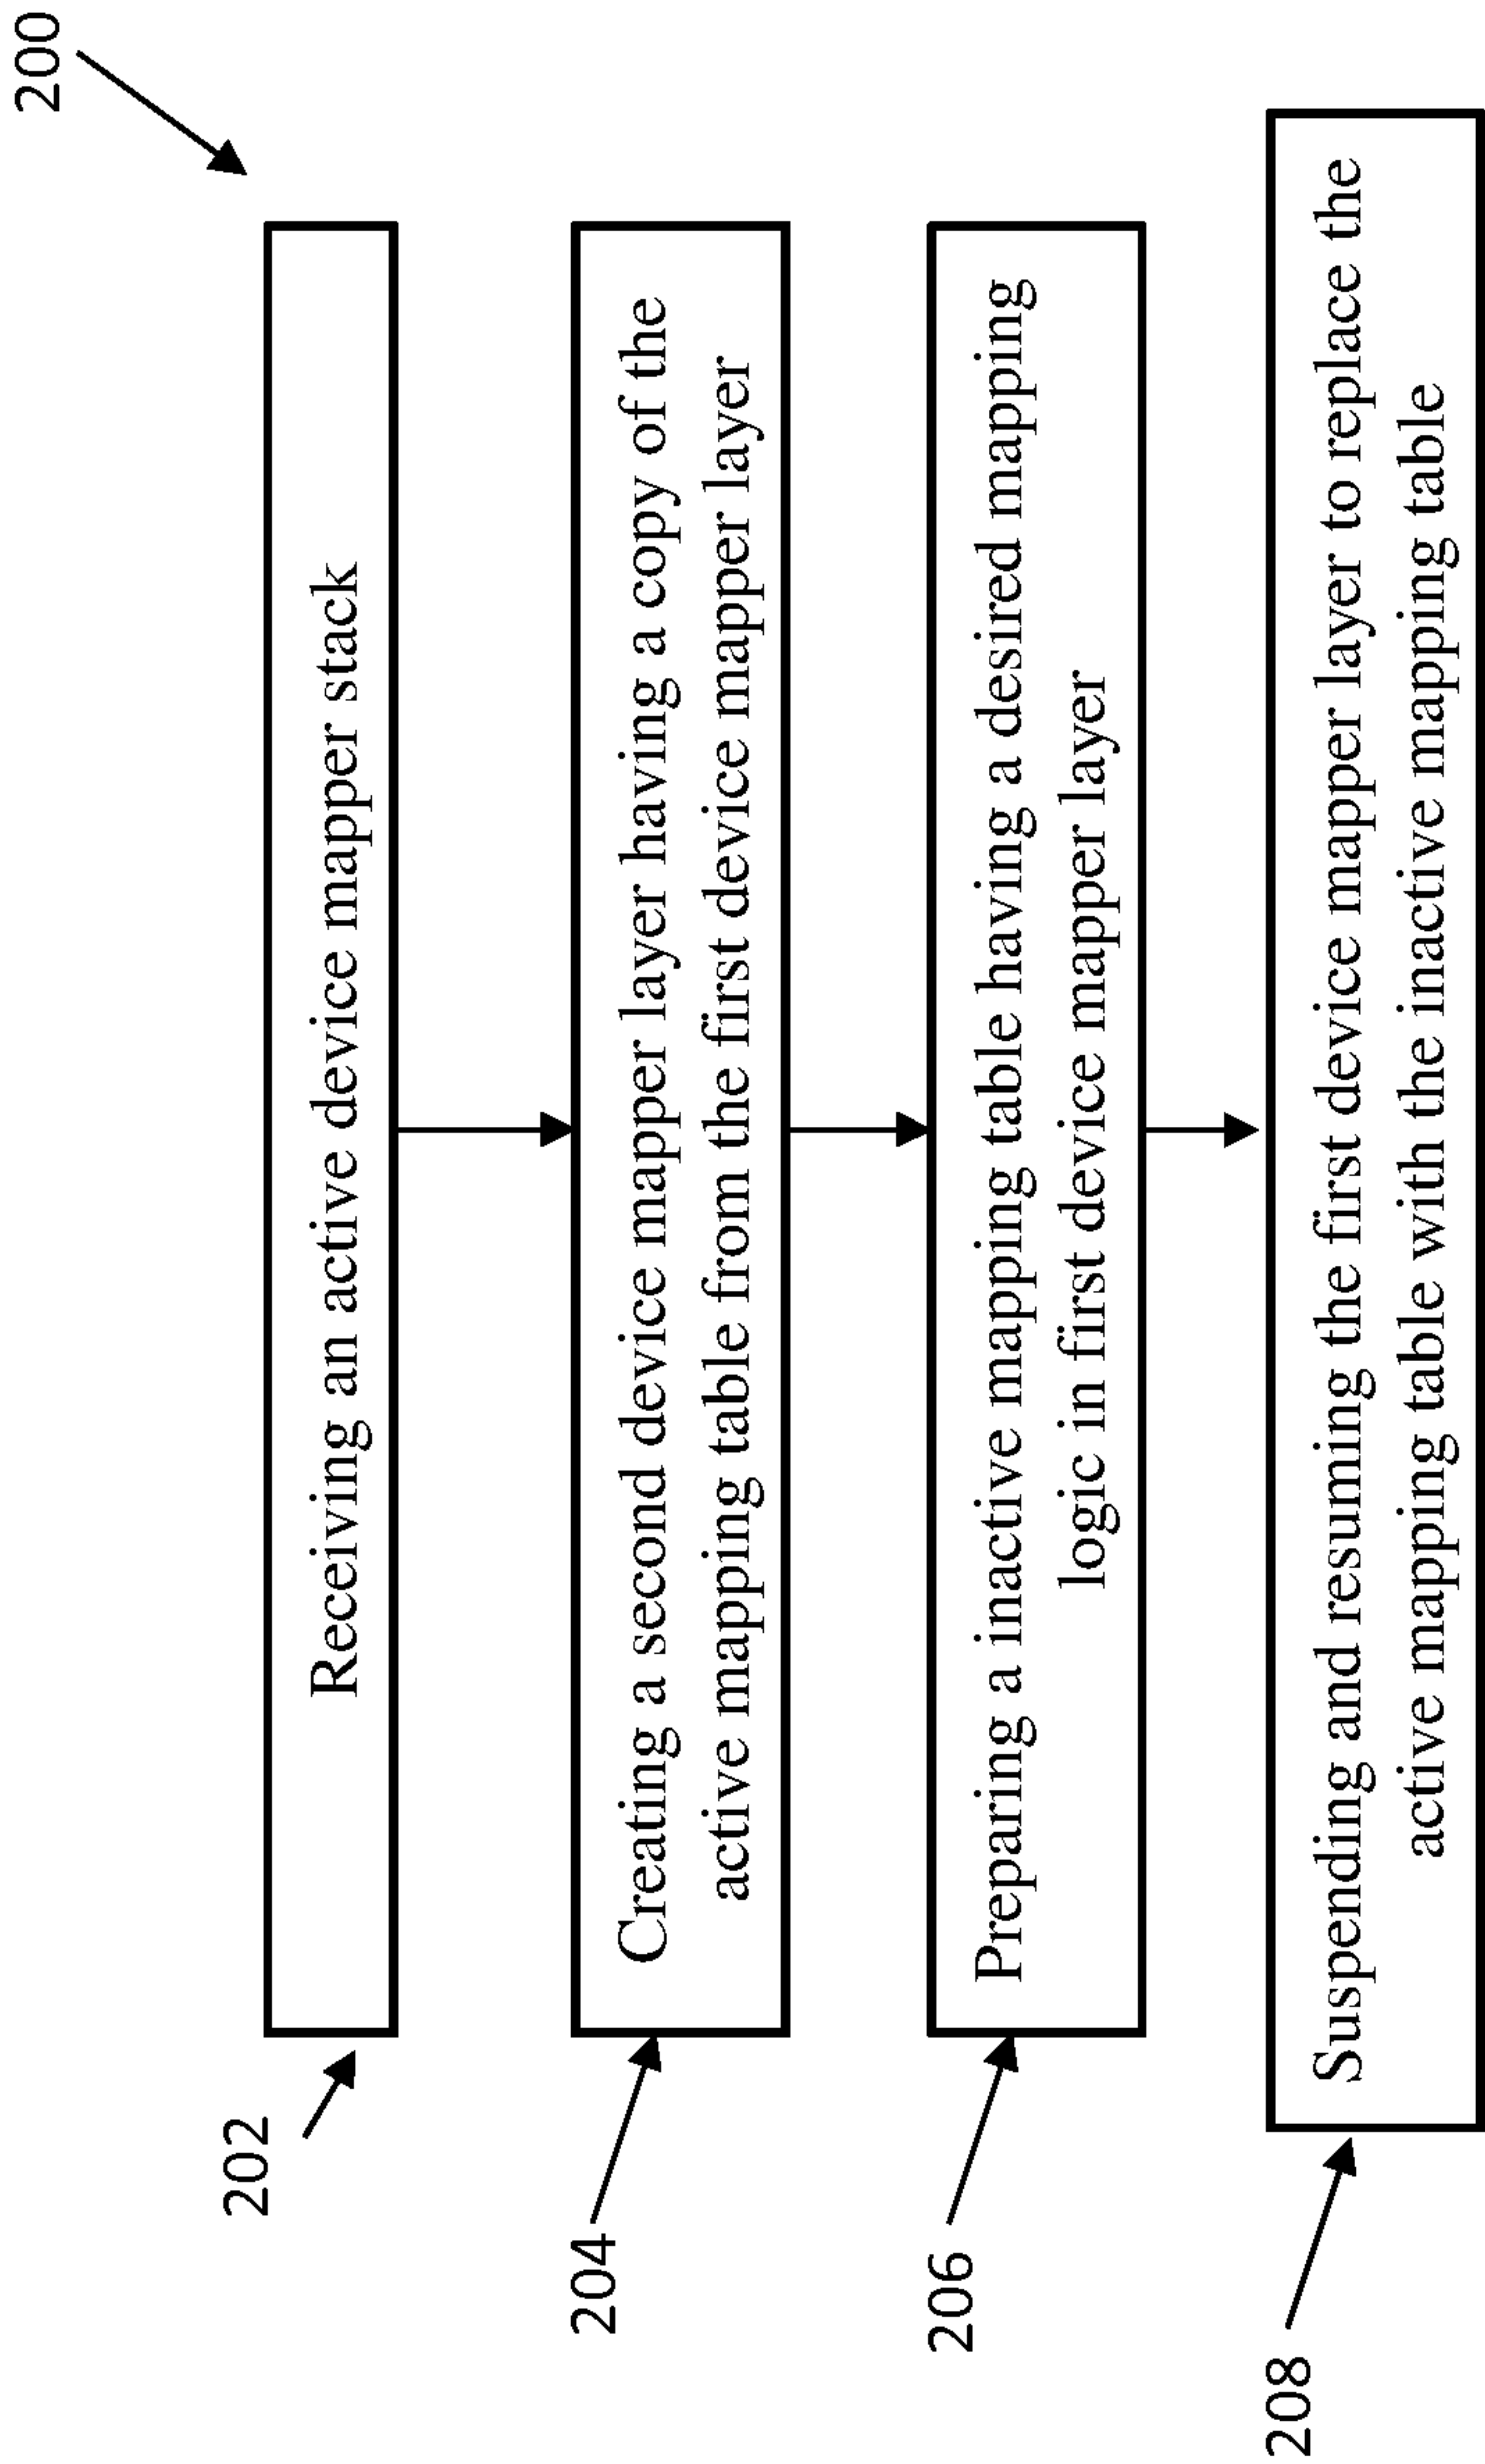 200
202
Receiving an active device mapper stack
204
Creating a second device mapper layer having a copy of the
active mapping table from the first device mapper layer
206
Preparing a inactive mapping table having a desired mapping
logic in first device mapper layer
208
Suspending and resuming the first device mapper layer to replace the
active mapping table with the inactive mapping table